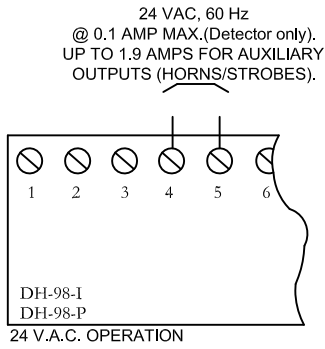 24 VAC, 60 Hz
@ 0.1 AMP MAX.(Detector only).
UP TO 1.9 AMPS FOR AUXILIARY
OUTPUTS (HORNS/STROBES).
1 2 3 4 5 6
DH-98-I
DH-98-P
24 V.A.C. OPERATION